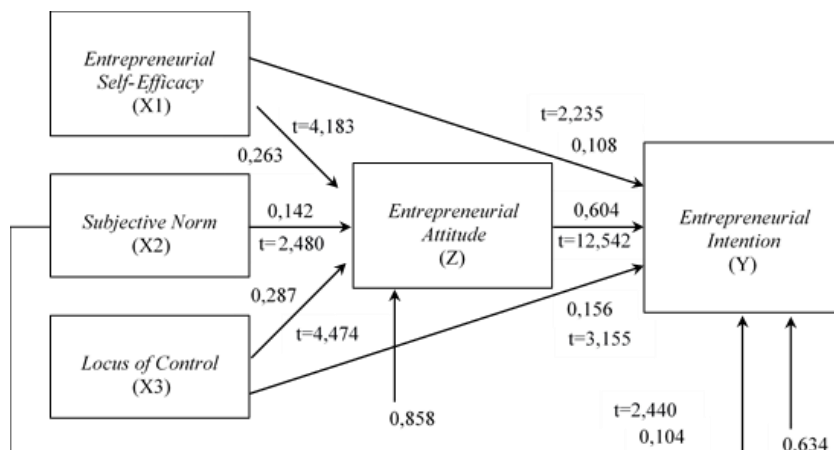 Entrepreneurial
Self-Efficacy
(X1)
t=2,235
0,108
t=4,183
0,263
Subjective Norm
(X2)
0,142
t=2,480
Entrepreneurial
Attitude
(Z)
0,604
t=12,542
Entrepreneurial
Intention
(Y)
0,287
t=4,474
Locus of Control
(X3)
0,156
t=3,155
0,858
t=2,440
0,104
0,634